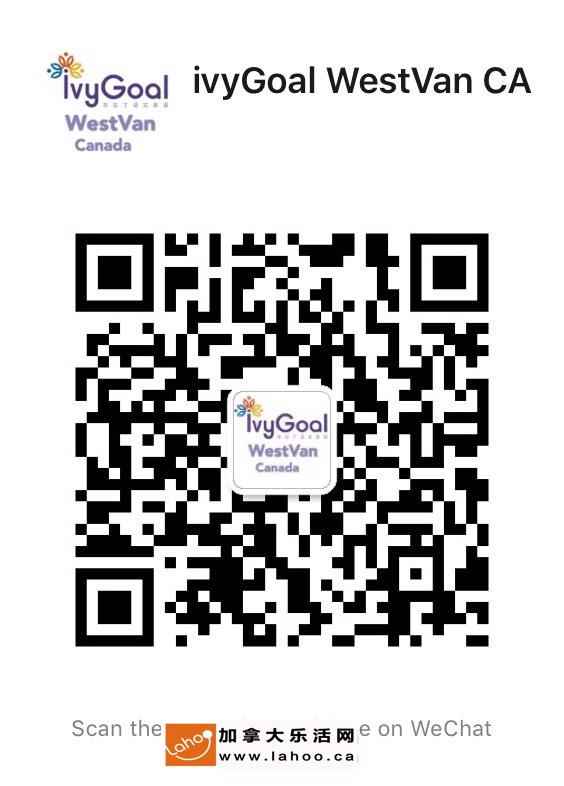 ivyGoal
WestVan
Canada
ivyGoal WestVan CA
ivyGoal
WestVan
Canada
Scan the
e on WeChat
Lahoo
加拿大乐活网
www.lahoo.ca